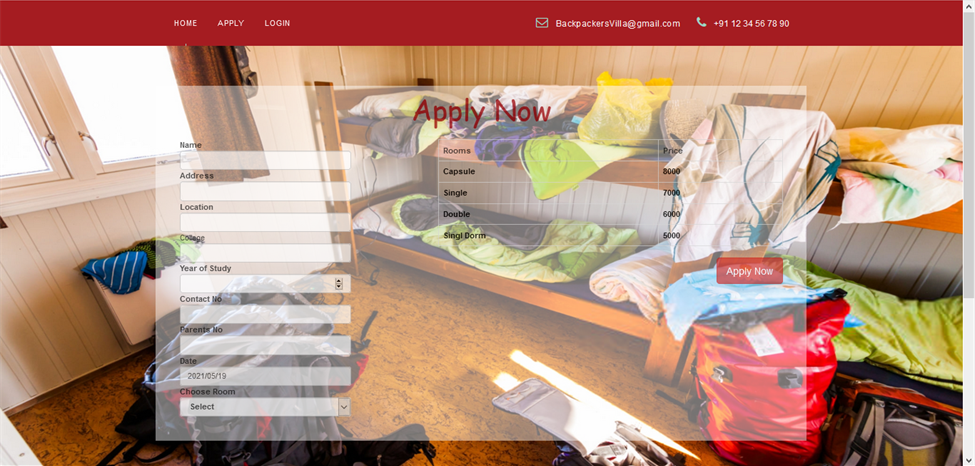 HOME APPLY LOGIN BackpackersVilla@gmail.com +91 12 34 56 78 90
Apply Now
Name
Address
Location
College
Year of Study
Contact No
Parents No
Date
2021/05/19
Choose Room
Select
Rooms Price
Capsule 8000
Single 7000
Double 6000
Singl Dorm 5000
Apply Now